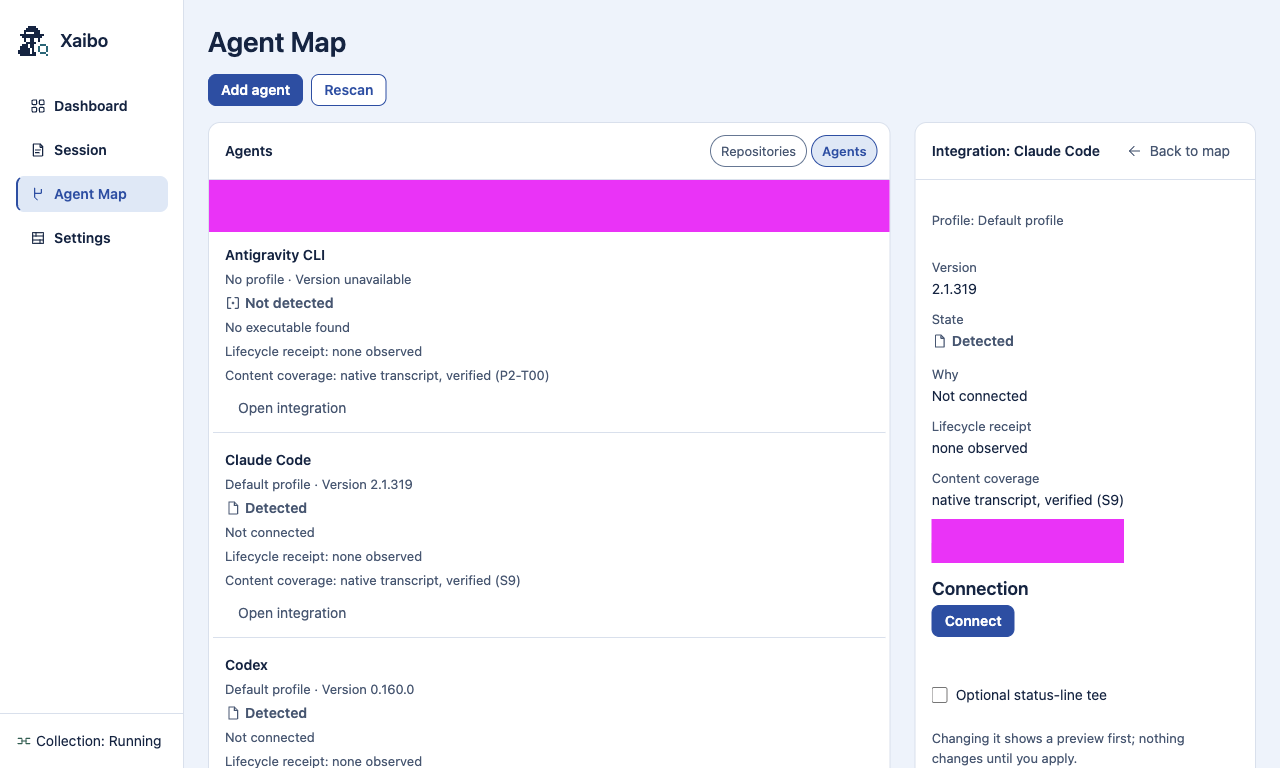 Xaibo
Dashboard
Session
Agent Map
Settings
Collection: Running
Agent Map
Add agent
Rescan
Agents
Repositories
Agents
Antigravity CLI
No profile · Version unavailable
Not detected
No executable found
Lifecycle receipt: none observed
Content coverage: native transcript, verified (P2-T00)
Open integration
Claude Code
Default profile · Version 2.1.319
Detected
Not connected
Lifecycle receipt: none observed
Content coverage: native transcript, verified (S9)
Open integration
Codex
Default profile · Version 0.160.0
Detected
Not connected
Lifecycle receipt: none observed
Integration: Claude Code
Back to map
Profile: Default profile
Version
2.1.319
State
Detected
Why
Not connected
Lifecycle receipt
none observed
Content coverage
native transcript, verified (S9)
Connection
Connect
Optional status-line tee
Changing it shows a preview first; nothing
changes until you apply.